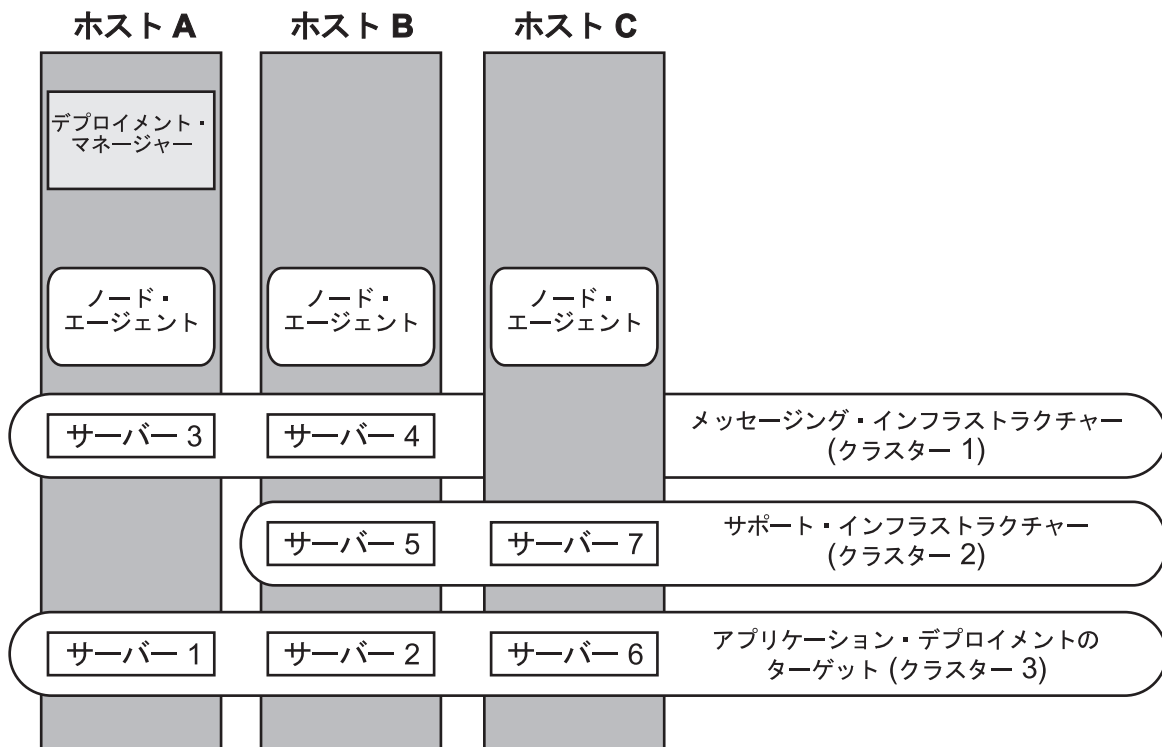 ホスト A
ホスト B
ホスト C
デプロイメント・
マネージャー
ノード・
エージェント
ノード・
エージェント
ノード・
エージェント
サーバー 3
サーバー 4
メッセージング・インフラストラクチャー
(クラスター 1)
サーバー 5
サーバー 7
サポート・インフラストラクチャー
(クラスター 2)
サーバー 1
サーバー 2
サーバー 6
アプリケーション・デプロイメントの
ターゲット (クラスター 3)